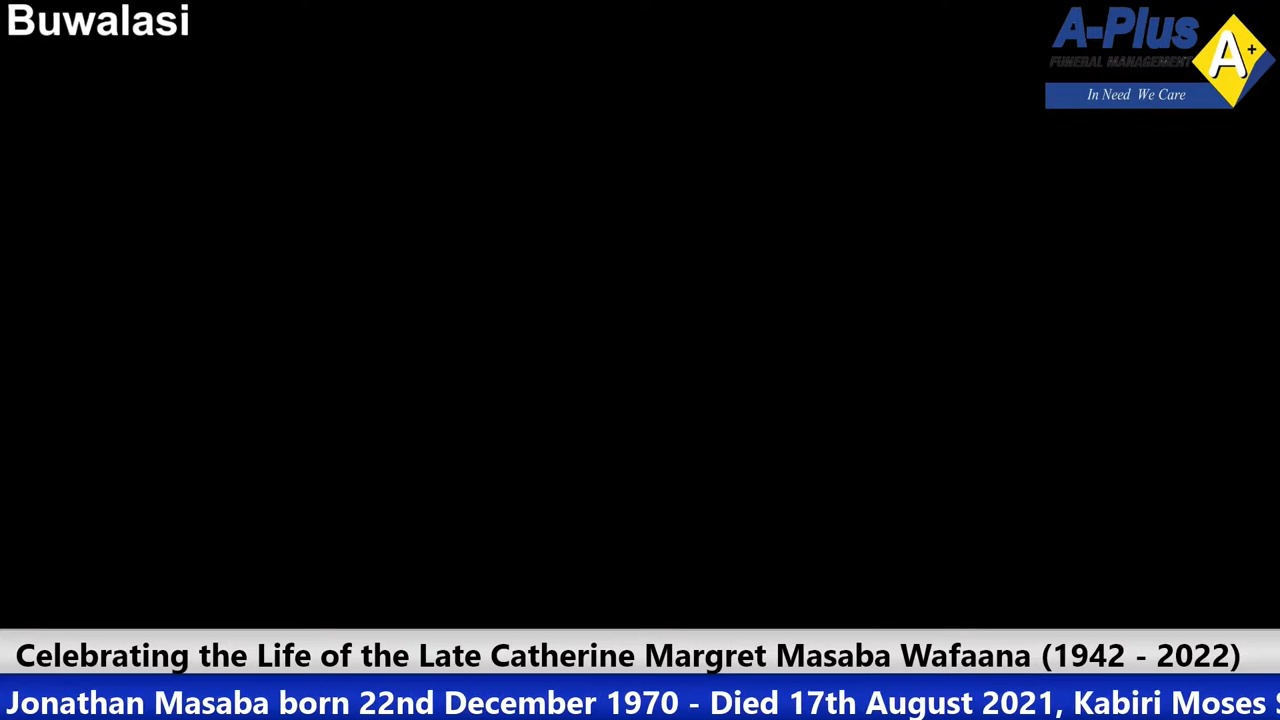 Buwalasi
A-Plus
FUNERAL MANAGEMENT
A+
In Need We Care
Celebrating the Life of the Late Catherine Margret Masaba Wafaana (1942 - 2022)
Jonathan Masaba born 22nd December 1970 - Died 17th August 2021, Kabiri Moses